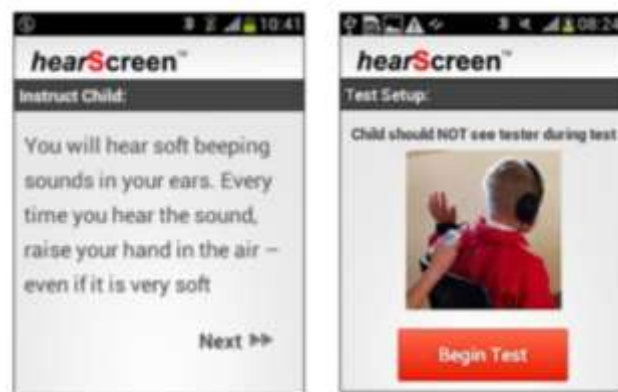 10:41
hearScreen™
Instruct Child:
You will hear soft beeping
sounds in your ears. Every
time you hear the sound,
raise your hand in the air –
even if it is very soft
Next
08:24
hearScreen™
Test Setup:
Child should NOT see tester during test
Begin Test